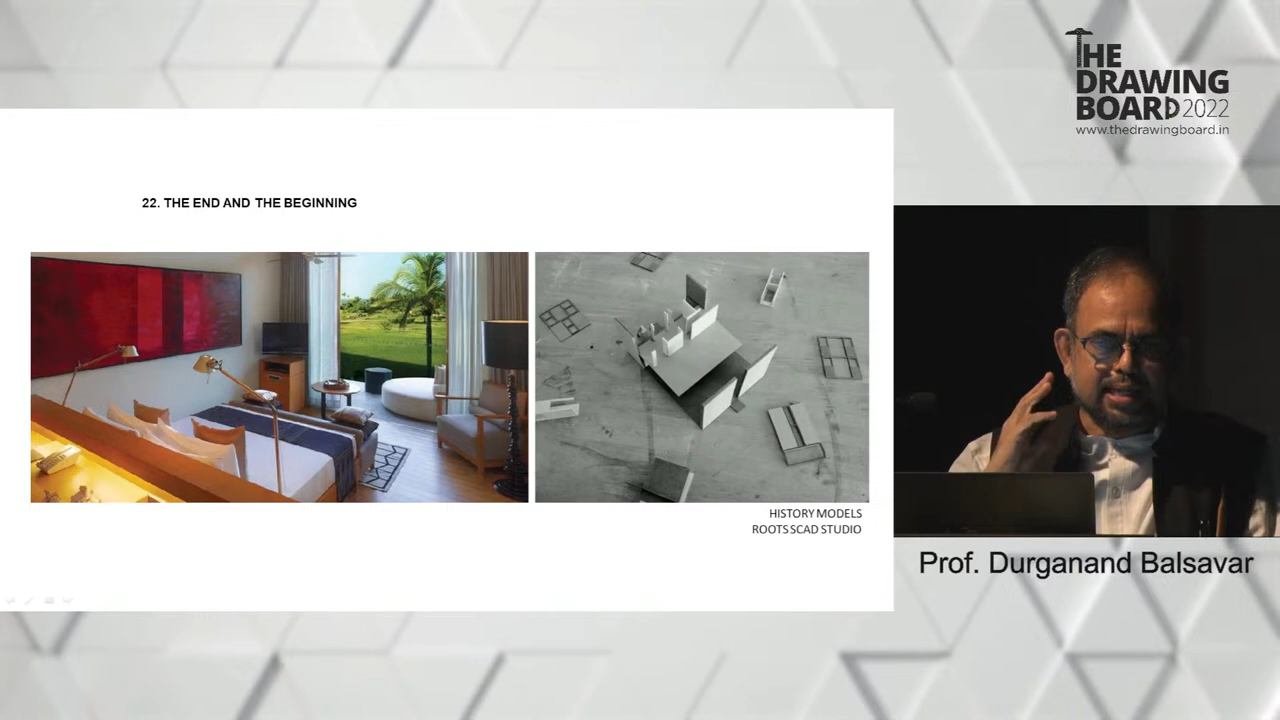 THE
DRAWING
BOARD 2022
www.thedrawingboard.in
22. THE END AND THE BEGINNING
HISTORY MODELS
ROOTS SCAD STUDIO
Prof. Durganand Balsavar